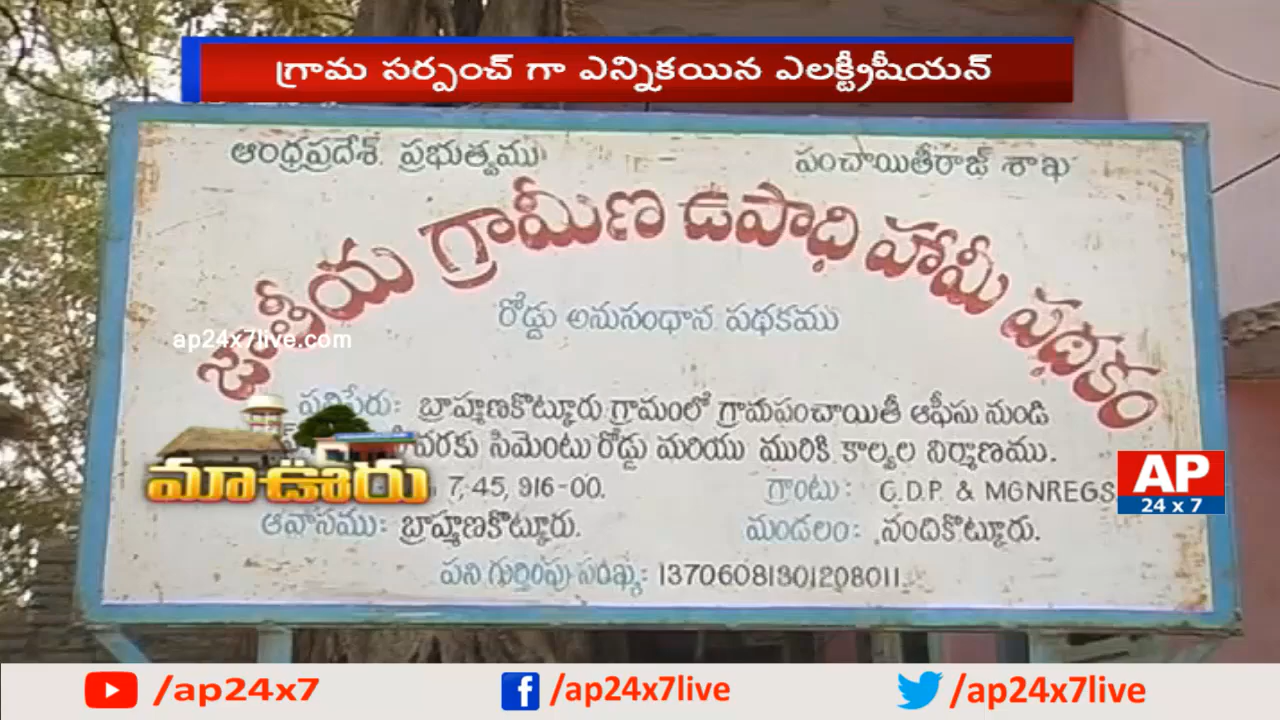 గ్రామ సర్పంచ్ గా ఎన్నికయిన ఎలక్ట్రీషీయన్
ఆంధ్రప్రదేశ్. ప్రభుత్వము పంచాయితీరాజ్ శాఖ
జాతీయ గ్రామీణ ఉపాధి హామీ పథకం
రోడ్డు అనుసంధాన పథకము
ap24x7live.com
పనిపేరు: బ్రాహ్మణకొట్కూరు గ్రామంలో గ్రామపంచాయితీ ఆఫీసు నుండి
వరకు సిమెంటు రోడ్డు మరియు మురికి కాల్వల నిర్మాణము.
మా ఊరు
7,45,916-00. గ్రాంటు: C.D.P & MGNREGS
AP
24 x 7
ఆవాసము: బ్రాహ్మణకొట్కూరు. మండలం: నందికొట్కూరు.
పని గుర్తింపు సంఖ్య: 13706081301208011.
/ap24x7 /ap24x7live /ap24x7live